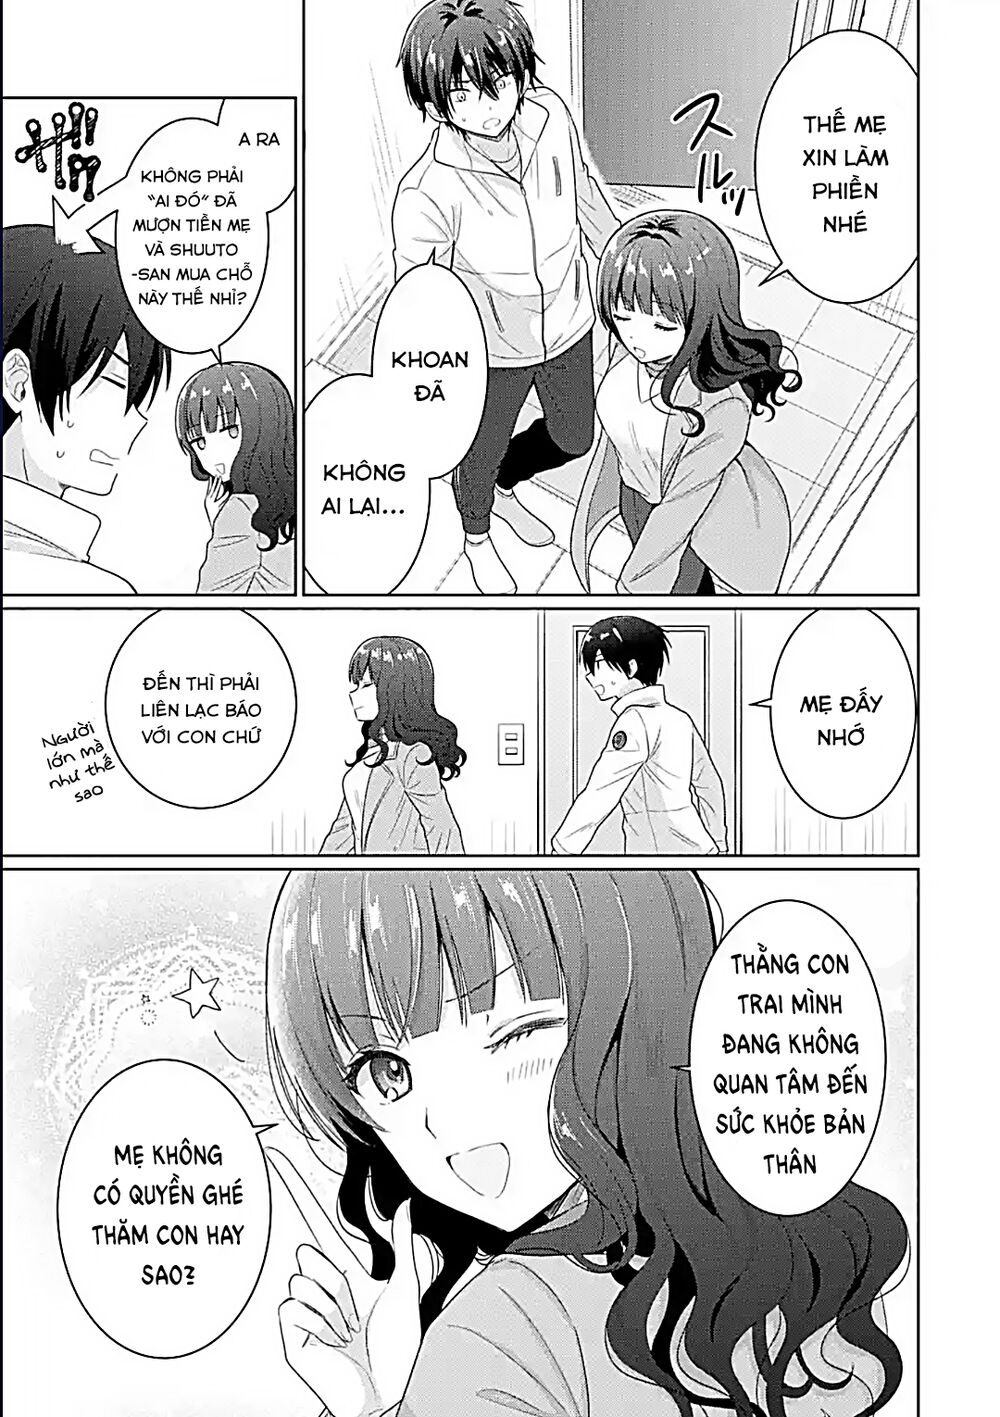 THẾ MẸ
XIN LÀM
PHIỀN
NHÉ
スルッ
KHOAN
ĐÃ
KHÔNG
AI LẠI...
A RA
KHÔNG PHẢI
"AI ĐÓ" ĐÃ
MƯỢN TIỀN MẸ
VÀ SHUUTO
-SAN MUA CHỖ
NÀY THẾ NHỈ?
MẸ ĐẤY
NHỚ
ĐẾN THÌ PHẢI
LIÊN LẠC BÁO
VỚI CON CHỨ
NGƯỜI
LỚN MÀ
NHƯ THẾ
SAO
THẰNG CON
TRAI MÌNH
ĐANG KHÔNG
QUAN TÂM ĐẾN
SỨC KHỎE BẢN
THÂN
MẸ KHÔNG
CÓ QUYỀN GHÉ
THĂM CON HAY
SAO?